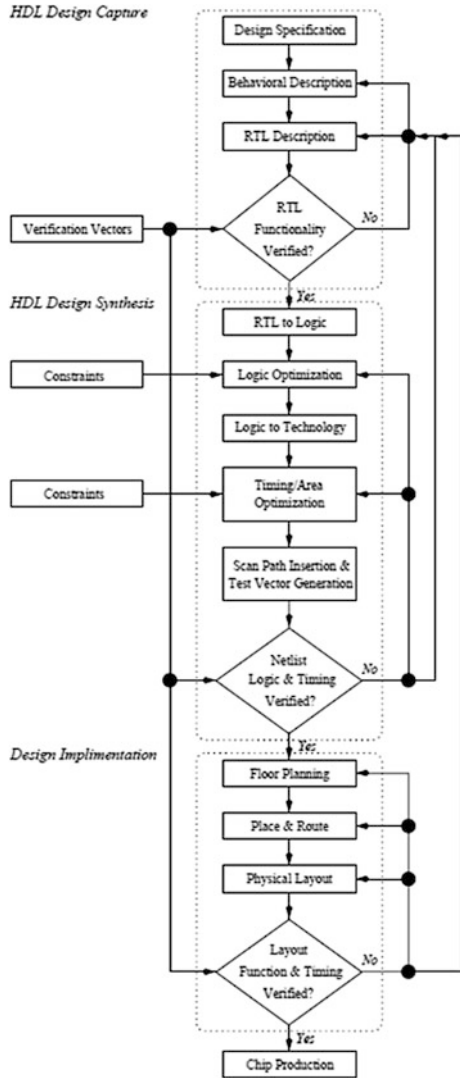 HDL Design Capture
Design Specification
Behavioral Description
RTL Description
RTL
Functionality
Verified?
No
Verification Vectors
Yes
HDL Design Synthesis
RTL to Logic
Constraints
Logic Optimization
Logic to Technology
Constraints
Timing/Area
Optimization
Scan Path Insertion &
Test Vector Generation
Netlist
Logic & Timing
Verified?
No
Yes
Design Implimentation
Floor Planning
Place & Route
Physical Layout
Layout
Function & Timing
Verified?
No
Yes
Chip Production